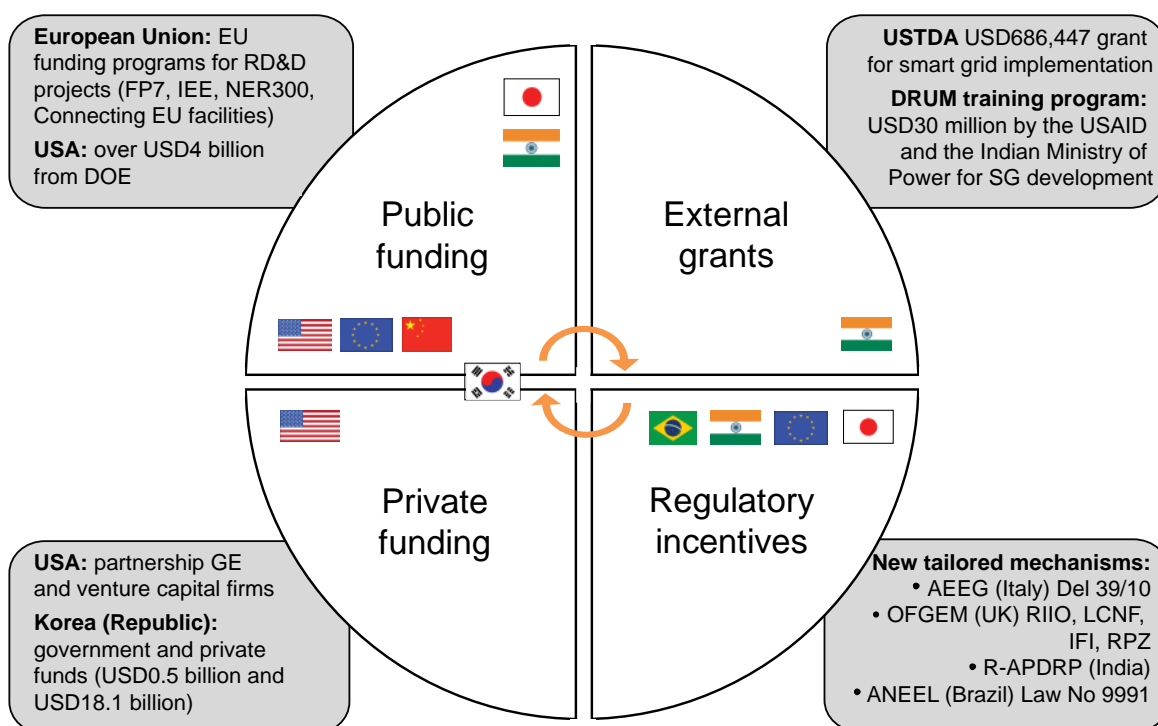 European Union: EU
funding programs for RD&D
projects (FP7, IEE, NER300,
Connecting EU facilities)
USA: over USD4 billion
from DOE
USTDA USD686,447 grant
for smart grid implementation
DRUM training program:
USD30 million by the USAID
and the Indian Ministry of
Power for SG development
Public
funding
External
grants
Private
funding
Regulatory
incentives
USA: partnership GE
and venture capital firms
Korea (Republic):
government and private
funds (USD0.5 billion and
USD18.1 billion)
New tailored mechanisms:
• AEEG (Italy) Del 39/10
• OFGEM (UK) RIIO, LCNF,
IFI, RPZ
• R-APDRP (India)
• ANEEL (Brazil) Law No 9991